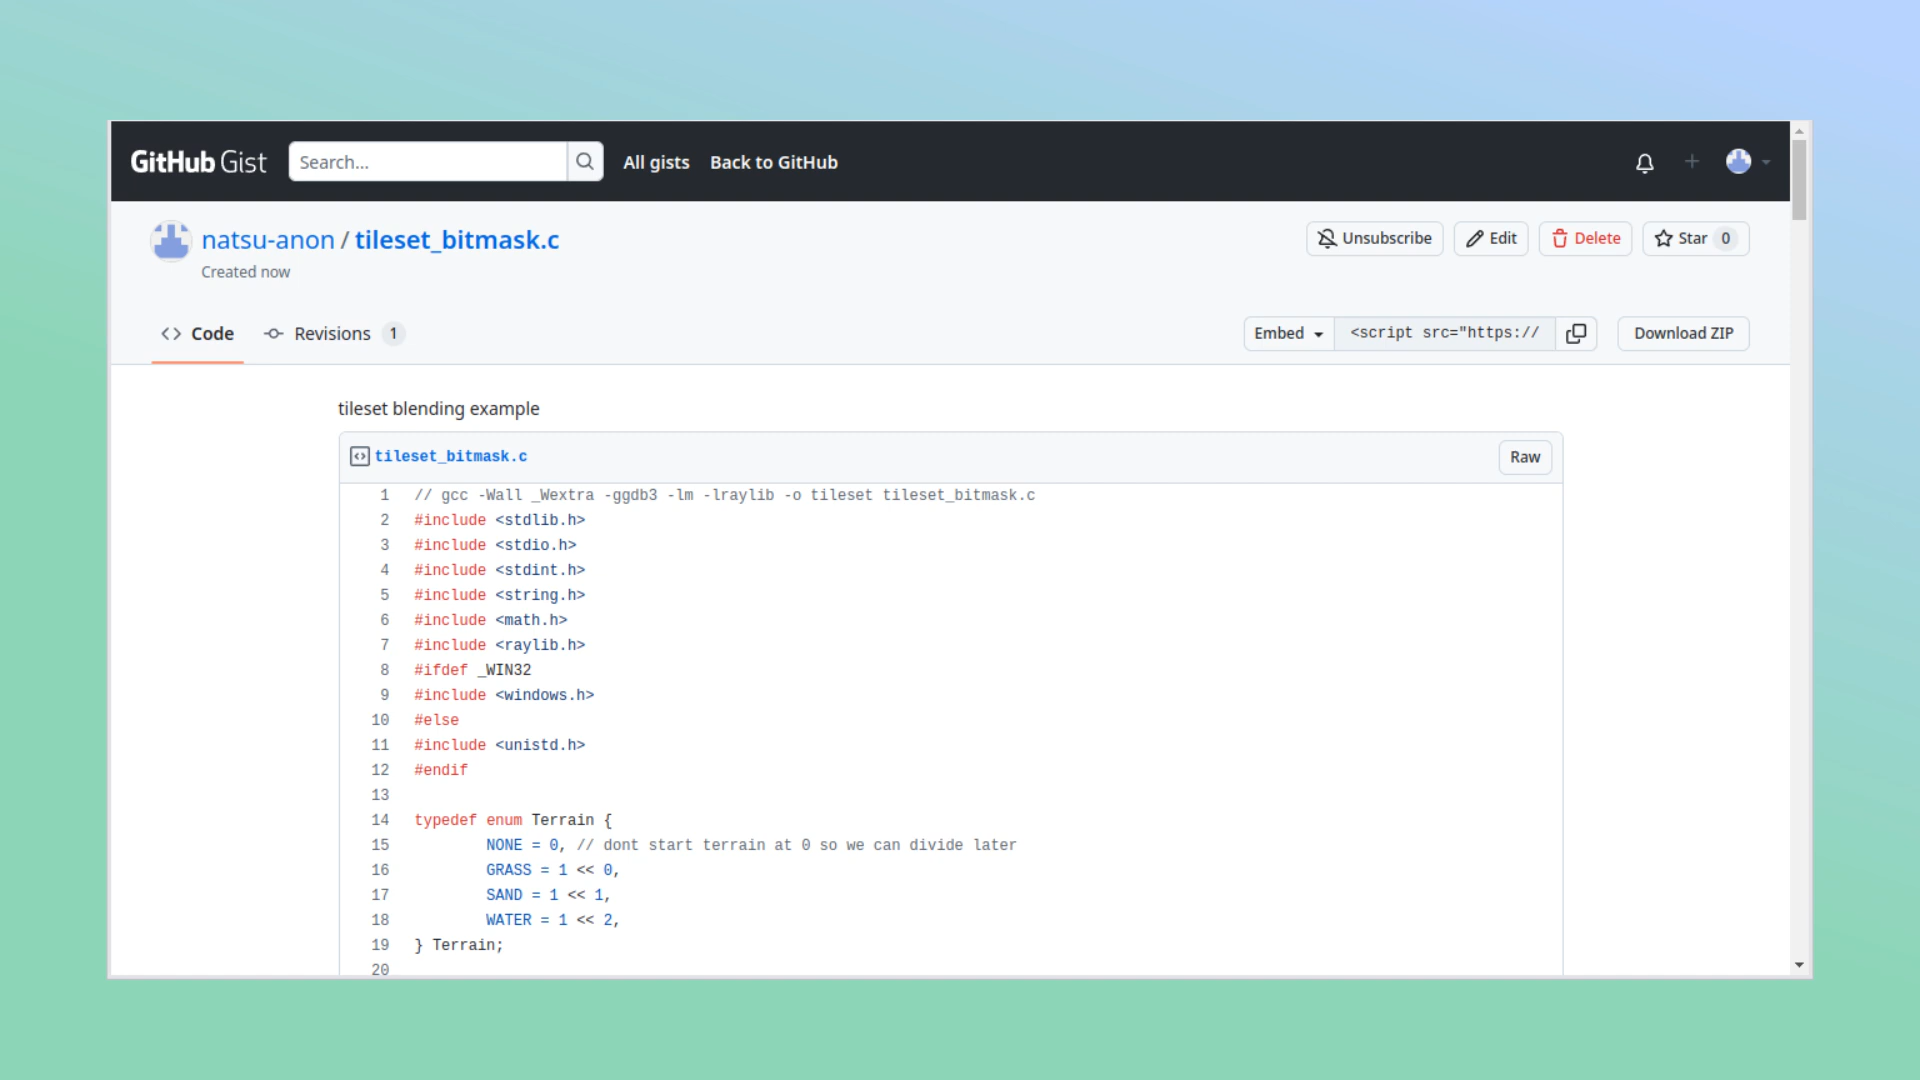 GitHub Gist Search... All gists Back to GitHub
natsu-anon / tileset_bitmask.c
Unsubscribe Edit Delete Star 0
Created now
Code Revisions 1
Embed <script src="https:// Download ZIP
tileset blending example
tileset_bitmask.c
Raw
1 // gcc -Wall _Wextra -ggdb3 -lm -lraylib -o tileset tileset_bitmask.c
2 #include <stdlib.h>
3 #include <stdio.h>
4 #include <stdint.h>
5 #include <string.h>
6 #include <math.h>
7 #include <raylib.h>
8 #ifdef _WIN32
9 #include <windows.h>
10 #else
11 #include <unistd.h>
12 #endif
13
14 typedef enum Terrain {
15 NONE = 0, // dont start terrain at 0 so we can divide later
16 GRASS = 1 << 0,
17 SAND = 1 << 1,
18 WATER = 1 << 2,
19 } Terrain;
20